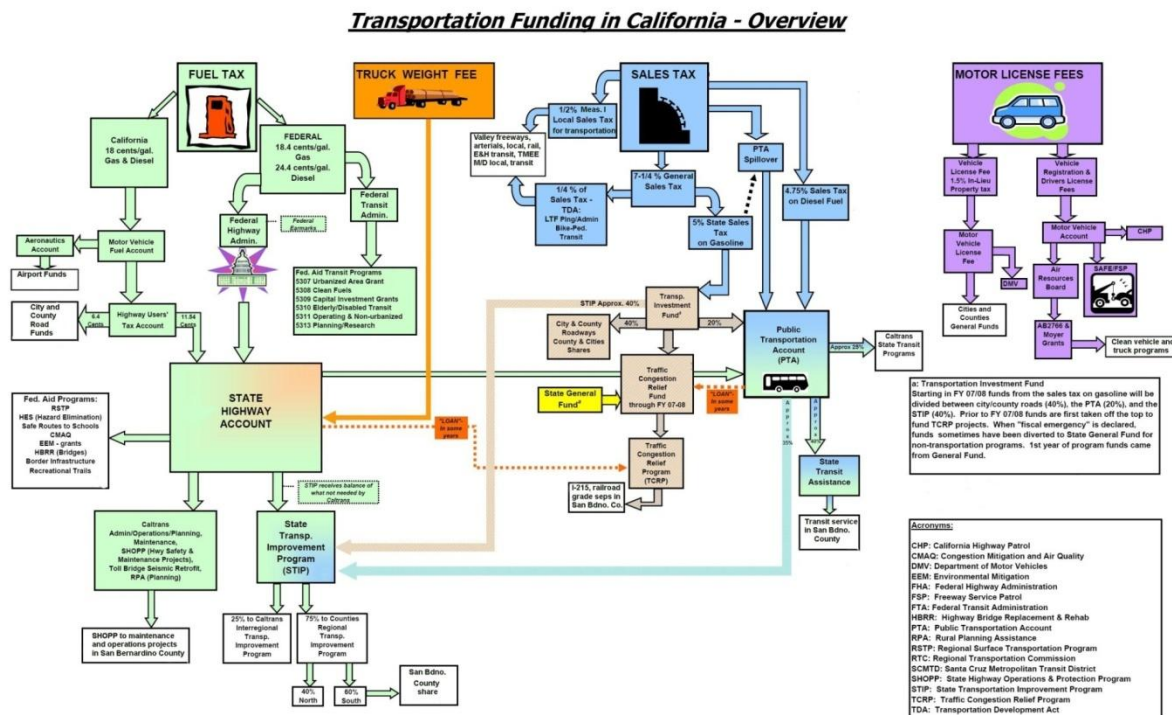 Transportation Funding in California - Overview
FUEL TAX
TRUCK WEIGHT FEE
SALES TAX
MOTOR LICENSE FEES
California
18 cents/gal.
Gas & Diesel
FEDERAL
18.4 cents/gal.
Gas
24.4 cents/gal.
Diesel
Federal
Transit
Admin.
Federal
Highway
Admin.
Federal
Earmarks
Aeronautics
Account
Airport Funds
Motor Vehicle
Fuel Account
City and
County
Road
Funds
6.4
Cents
Highway Users'
Tax Account
11.54
Cents
Fed. Aid Transit Programs
5307 Urbanized Area Grant
5308 Clean Fuels
5309 Capital Investment Grants
5310 Elderly/Disabled Transit
5311 Operating & Non-urbanized
5313 Planning/Research
STATE
HIGHWAY
ACCOUNT
Fed. Aid Programs:
RSTP
HES (Hazard Elimination)
Safe Routes to Schools
CMAQ
EEM - grants
HBRR (Bridges)
Border Infrastructure
Recreational Trails
STIP receives balance of
what not needed by
Caltrans
Caltrans
Admin/Operations/Planning,
Maintenance,
SHOPP (Hwy Safety &
Maintenance Projects),
Toll Bridge Seismic Retrofit,
RPA (Planning)
SHOPP to maintenance
and operations projects
in San Bernardino County
State
Transp.
Improvement
Program
(STIP)
25% to Caltrans
Interregional
Transp.
Improvement
Program
75% to Counties
Regional
Transp.
Improvement
Program
40%
North
60%
South
San Bdno.
County
share
1/2% Meas. I
Local Sales Tax
for transportation
Valley freeways,
arterials, local, rail,
E&H transit, TMEE
M/D local, transit
PTA
Spillover
7-1/4 % General
Sales Tax
1/4 % of
Sales Tax -
TDA:
LTF Plng/Admin
Bike-Ped.
Transit
5% State Sales
Tax
on Gasoline
4.75% Sales Tax
on Diesel Fuel
STIP Approx. 40%
Transp.
Investment
Fund a
40%
20%
City & County
Roadways
County & Cities
Shares
Public
Transportation
Account
(PTA)
Approx 25%
Caltrans
State Transit
Programs
State General
Fund a
Traffic
Congestion
Relief
Fund
through FY 07-08
"LOAN"-
In some
years
"LOAN"-
In some
years
Traffic
Congestion
Relief
Program
(TCRP)
I-215, railroad
grade seps in
San Bdno. Co.
Approx
25%
Approx
50%
State
Transit
Assistance
Transit service
in San Bdno.
County
Vehicle
License Fee
1.5% In-Lieu
Property tax
Vehicle
Registration &
Drivers License
Fees
Motor
Vehicle
License
Fee
DMV
Cities and
Counties
General Funds
Motor Vehicle
Account
CHP
Air
Resources
Board
SAFE/FSP
AB2766 &
Moyer
Grants
Clean vehicle and
truck programs
a: Transportation Investment Fund
Starting in FY 07/08 funds from the sales tax on gasoline will be
divided between city/county roads (40%), the PTA (20%), and the
STIP (40%). Prior to FY 07/08 funds are first taken off the top to
fund TCRP projects. When "fiscal emergency" is declared,
funds sometimes have been diverted to State General Fund for
non-transportation programs. 1st year of program funds came
from General Fund.
Acronyms:
CHP: California Highway Patrol
CMAQ: Congestion Mitigation and Air Quality
DMV: Department of Motor Vehicles
EEM: Environmental Mitigation
FHA: Federal Highway Administration
FSP: Freeway Service Patrol
FTA: Federal Transit Administration
HBRR: Highway Bridge Replacement & Rehab
PTA: Public Transportation Account
RPA: Rural Planning Assistance
RSTP: Regional Surface Transportation Program
RTC: Regional Transportation Commission
SCMTD: Santa Cruz Metropolitan Transit District
SHOPP: State Highway Operations & Protection Program
STIP: State Transportation Improvement Program
TCRP: Traffic Congestion Relief Program
TDA: Transportation Development Act